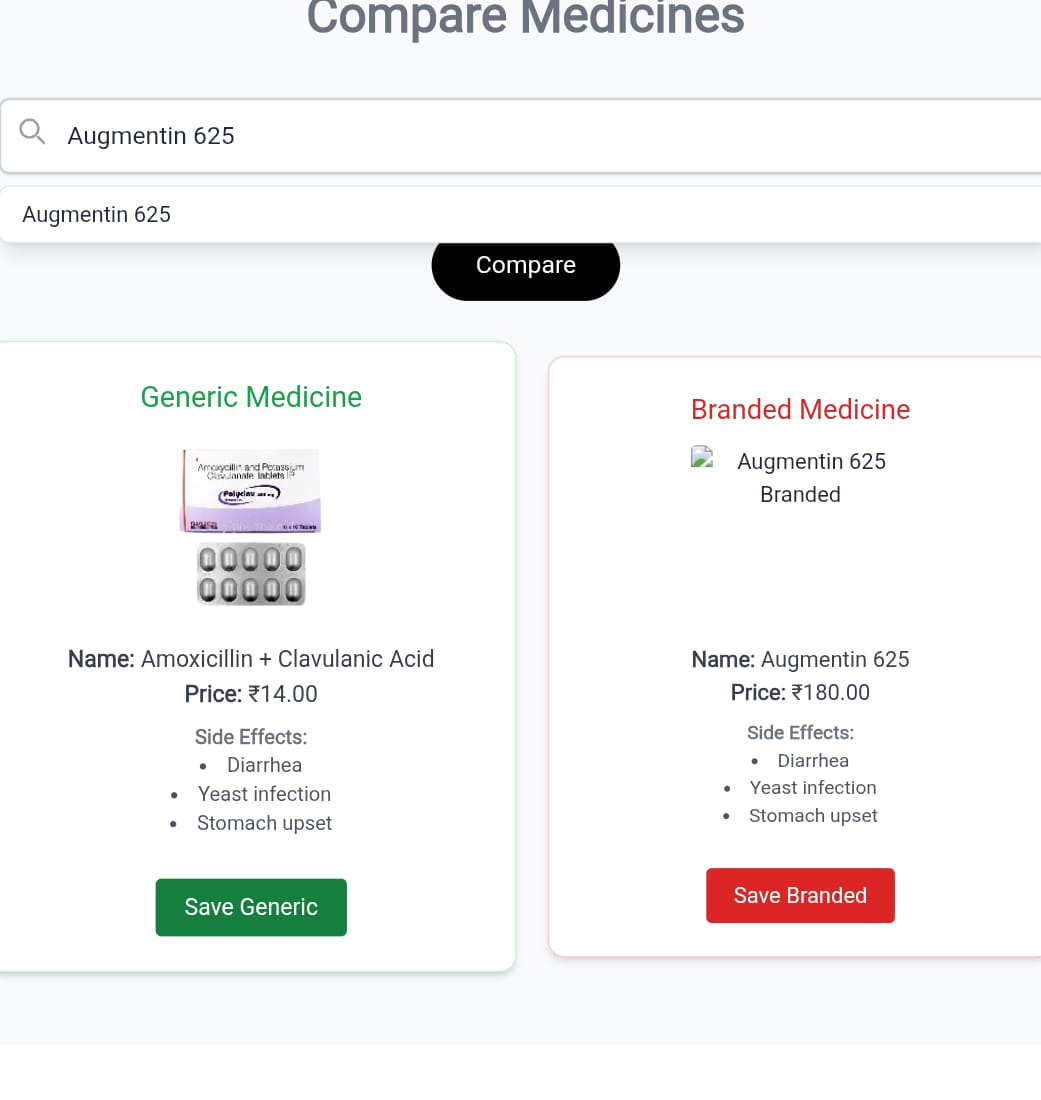 Compare Medicines
Augmentin 625
Augmentin 625
Compare
Generic Medicine
Amoxycillin and Potassium
Clavulanate Tablets IP
Polyclav
Name: Amoxicillin + Clavulanic Acid
Price: ₹14.00
Side Effects:
• Diarrhea
• Yeast infection
• Stomach upset
Save Generic
Branded Medicine
Augmentin 625
Branded
Name: Augmentin 625
Price: ₹180.00
Side Effects:
• Diarrhea
• Yeast infection
• Stomach upset
Save Branded